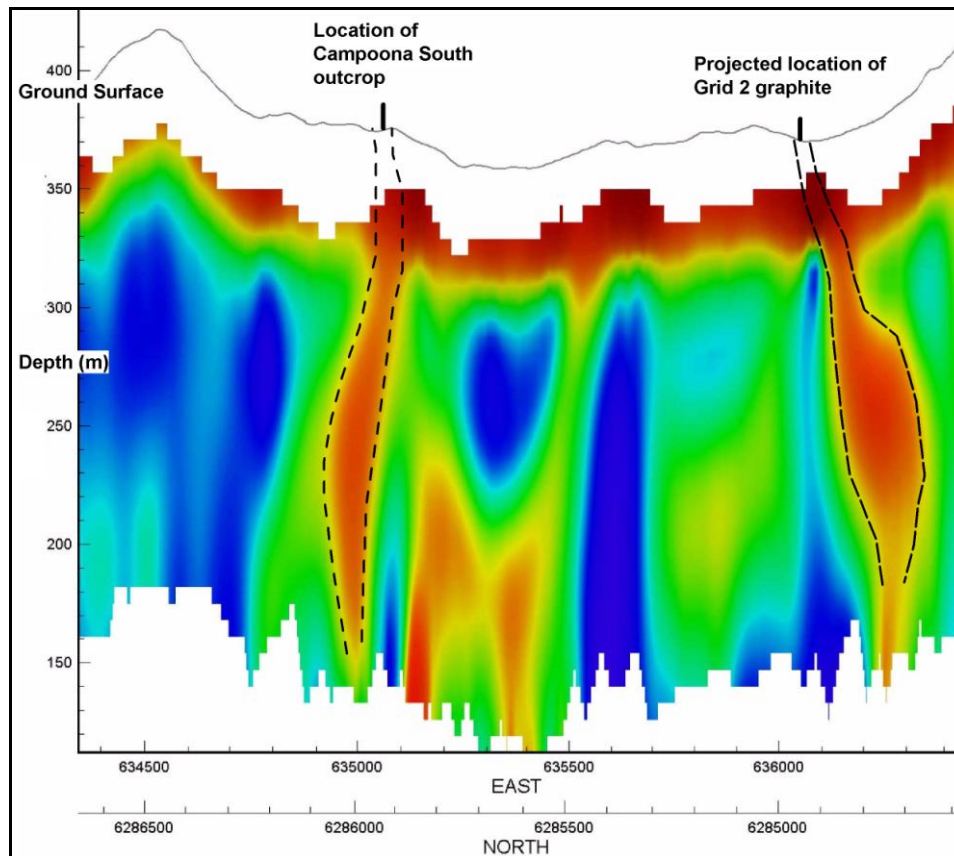 Location of
Campoona South
outcrop
Projected location of
Grid 2 graphite
400
Ground Surface
350
300
Depth (m)
250
200
150
634500
635000
635500
636000
EAST
6286500
6286000
6285500
6285000
NORTH